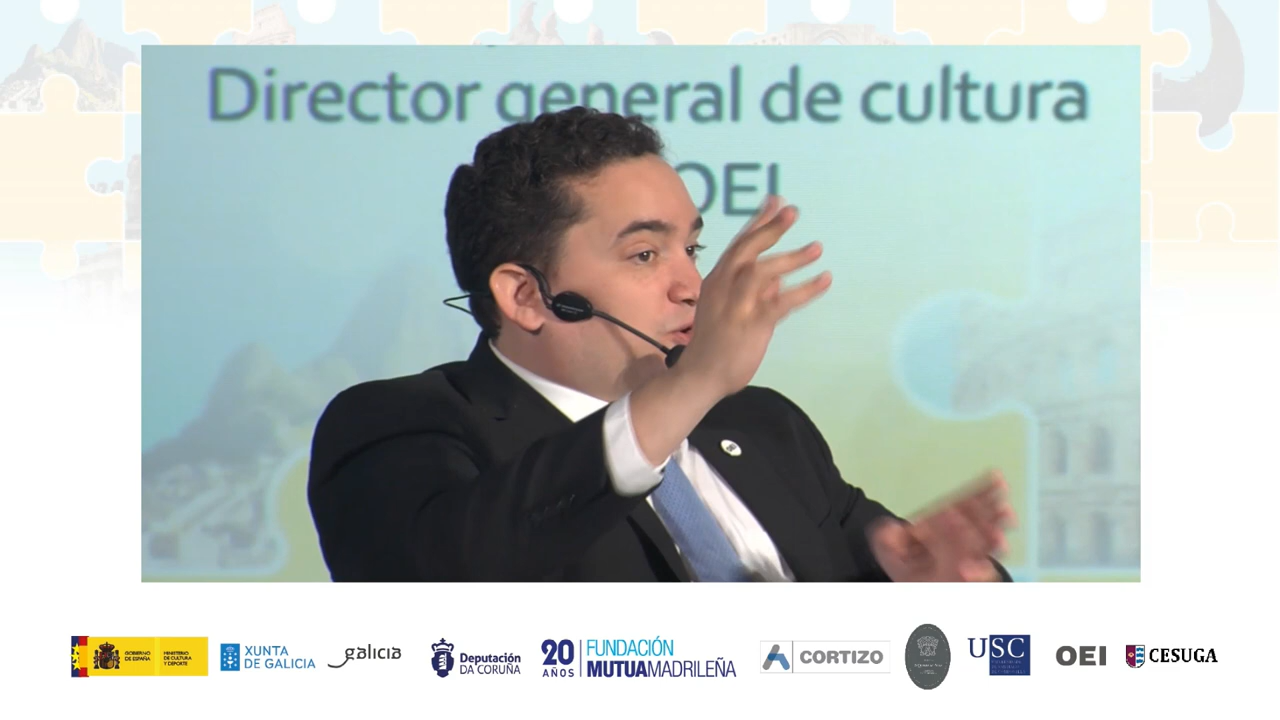 Director general de cultura
OEI
GOBIERNO
DE ESPAÑA
MINISTERIO
DE CULTURA
Y DEPORTE
XUNTA
DE GALICIA
galicia
Deputación
DA CORUÑA
20
AÑOS
FUNDACIÓN
MUTUAMADRILEÑA
CORTIZO
USC
OEI
CESUGA